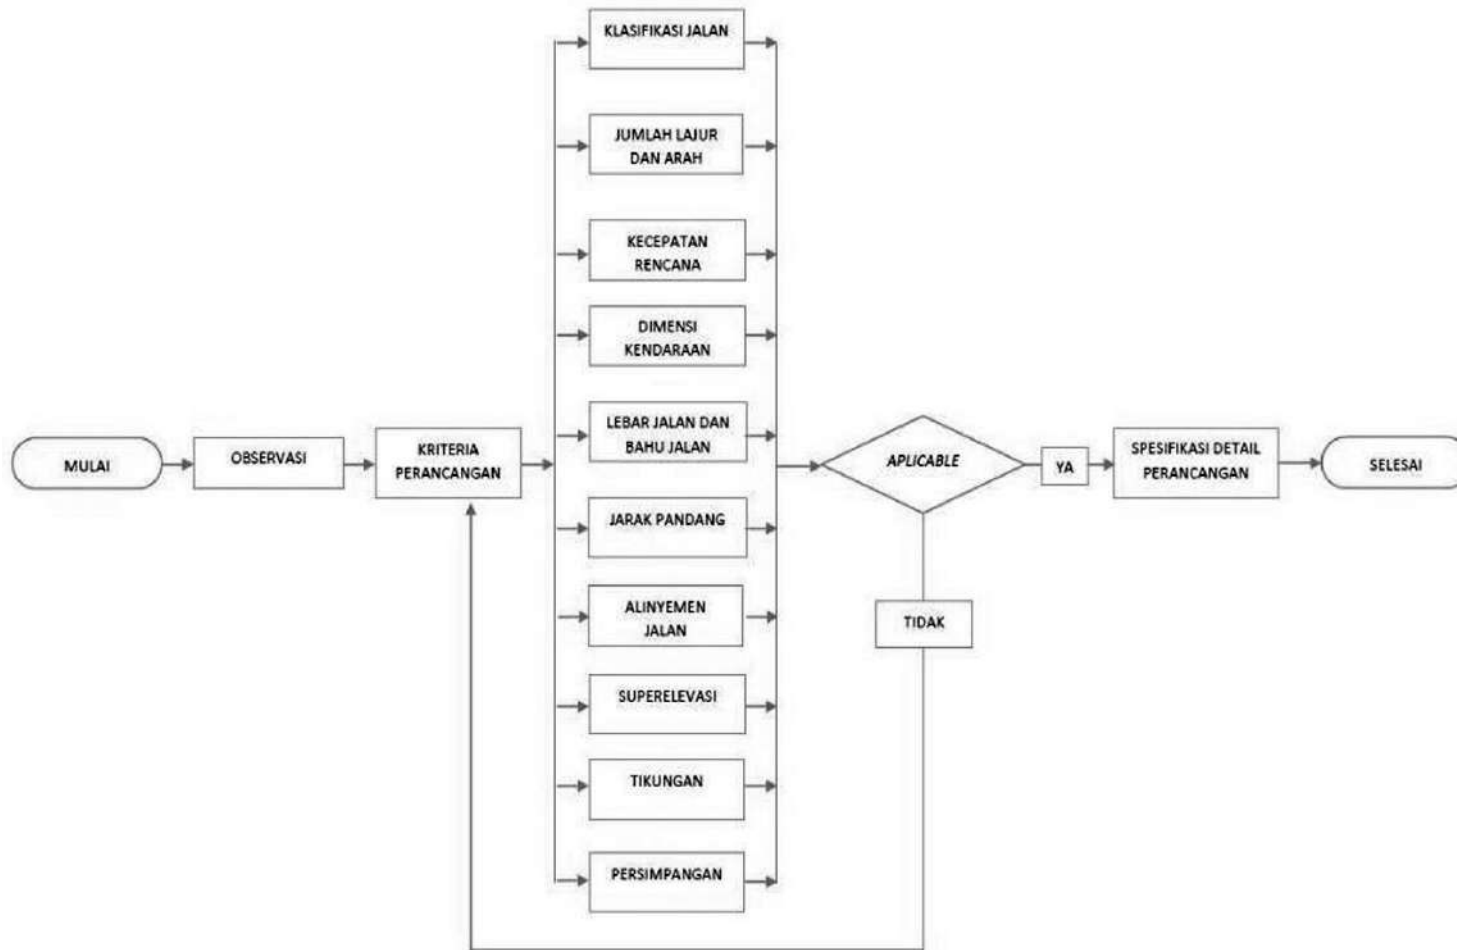 MULAI
OBSERVASI
KRITERIA
PERANCANGAN
KLASIFIKASI JALAN
JUMLAH LAJUR
DAN ARAH
KECEPATAN
RENCANA
DIMENSI
KENDARAAN
LEBAR JALAN DAN
BAHU JALAN
JARAK PANDANG
ALINYEMEN
JALAN
SUPERELEVASI
TIKUNGAN
PERSIMPANGAN
APLICABLE
YA
TIDAK
SPESIFIKASI DETAIL
PERANCANGAN
SELESAI